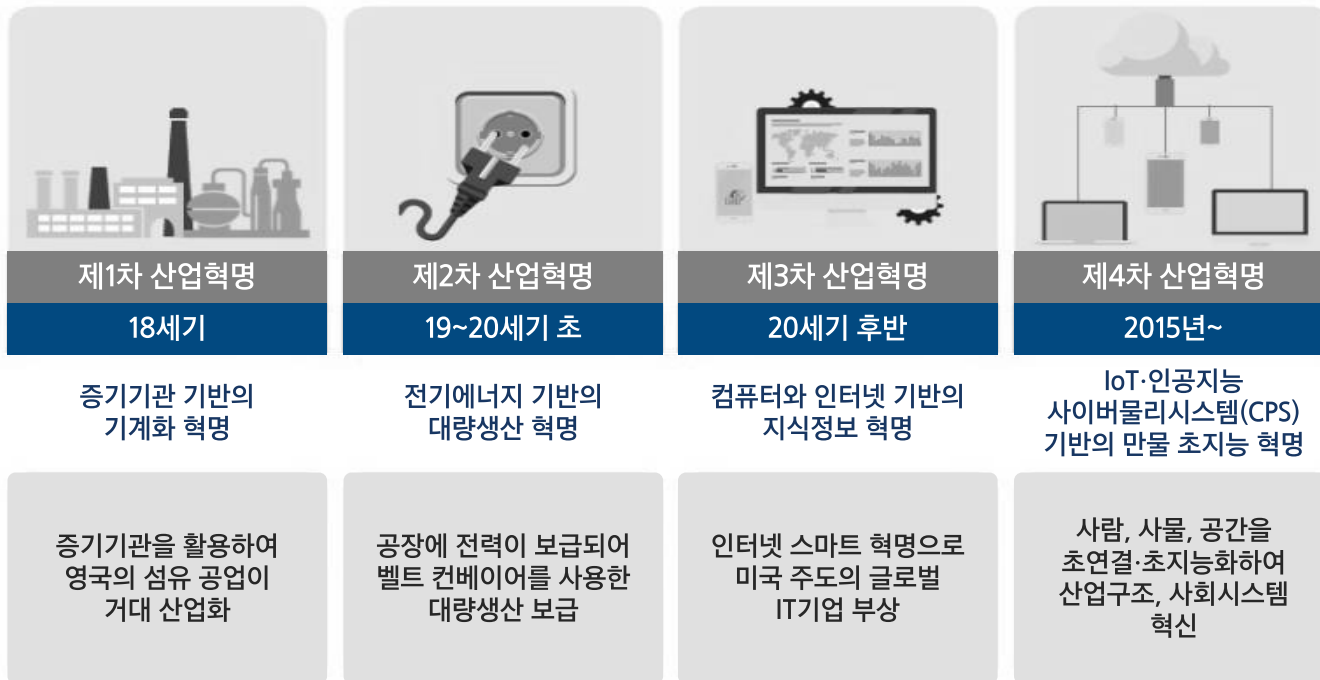 제1차 산업혁명
18세기
증기기관 기반의
기계화 혁명
증기기관을 활용하여
영국의 섬유 공업이
거대 산업화
제2차 산업혁명
19~20세기 초
전기에너지 기반의
대량생산 혁명
공장에 전력이 보급되어
벨트 컨베이어를 사용한
대량생산 보급
제3차 산업혁명
20세기 후반
컴퓨터와 인터넷 기반의
지식정보 혁명
인터넷 스마트 혁명으로
미국 주도의 글로벌
IT기업 부상
제4차 산업혁명
2015년~
IoT·인공지능
사이버물리시스템(CPS)
기반의 만물 초지능 혁명
사람, 사물, 공간을
초연결·초지능화하여
산업구조, 사회시스템
혁신